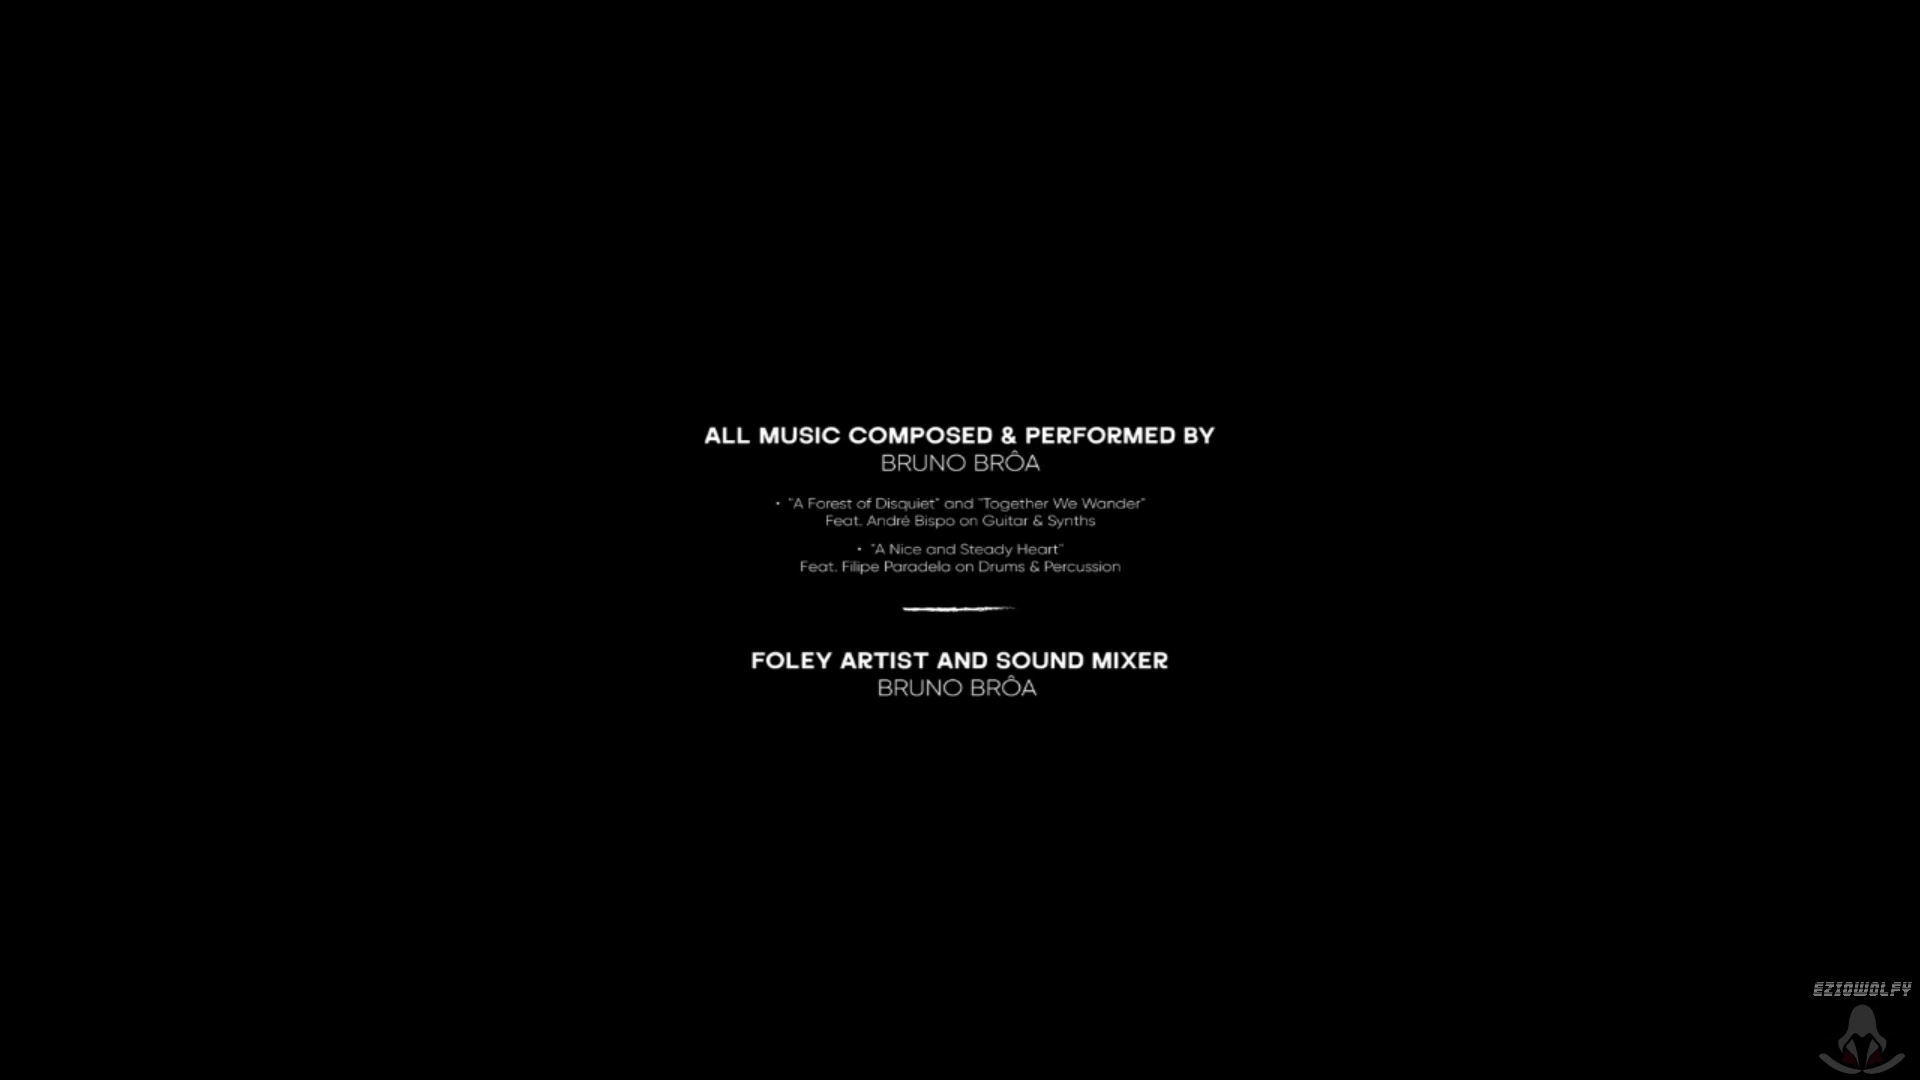 ALL MUSIC COMPOSED & PERFORMED BY
BRUNO BRÔA
• "A Forest of Disquiet" and "Together We Wander"
Feat. André Bispo on Guitar & Synths
• "A Nice and Steady Heart"
Feat. Filipe Paradela on Drums & Percussion
FOLEY ARTIST AND SOUND MIXER
BRUNO BRÔA
EZIOWOLFY